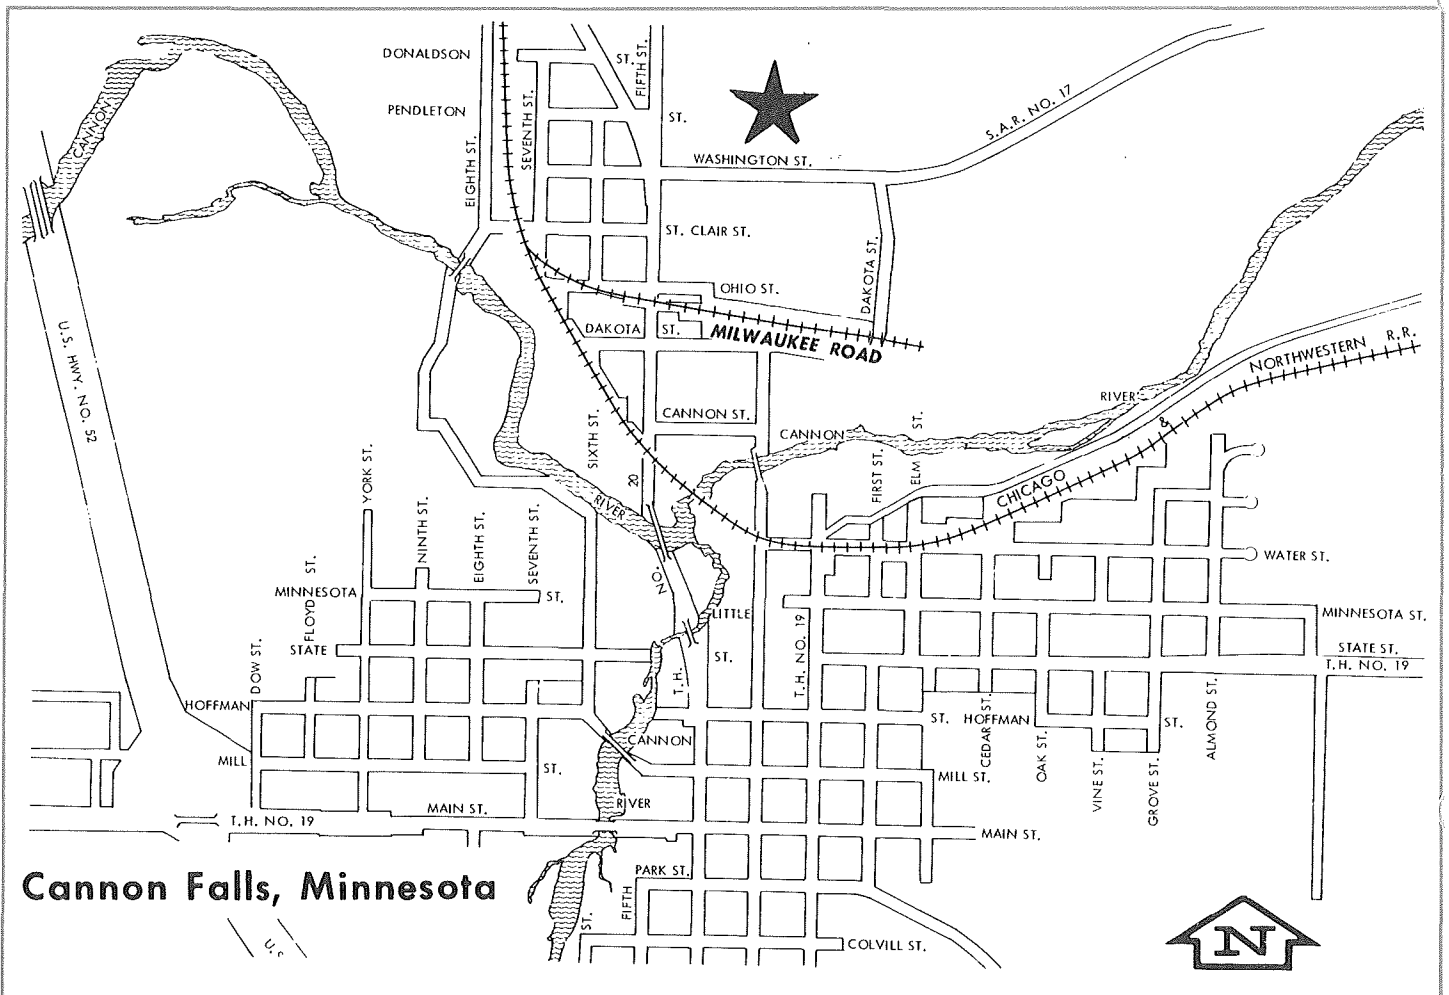 DONALDSON
ST.
FIFTH ST.
PENDLETON
ST.
SEVENTH ST.
EIGHTH ST.
WASHINGTON ST.
S.A.R. NO. 17
CANNON
ST. CLAIR ST.
DAKOTA ST.
OHIO ST.
DAKOTA ST.
MILWAUKEE ROAD
U.S. HWY. NO. 52
NORTHWESTERN R.R.
RIVER
CANNON ST.
CANNON
&
CHICAGO
SIXTH ST.
20
NO.
RIVER
FIRST ST.
ELM ST.
YORK ST.
NINTH ST.
EIGHTH ST.
SEVENTH ST.
FLOYD ST.
MINNESOTA ST.
WATER ST.
LITTLE
MINNESOTA ST.
STATE
ST.
T.H.
T.H. NO. 19
STATE ST.
T.H. NO. 19
DOW ST.
HOFFMAN
ST. HOFFMAN ST.
CEDAR ST.
OAK ST.
VINE ST.
GROVE ST.
ALMOND ST.
CANNON
MILL
ST.
MILL ST.
RIVER
MAIN ST.
T.H. NO. 19
MAIN ST.
PARK ST.
Cannon Falls, Minnesota
FIFTH
ST.
COLVILL ST.
N